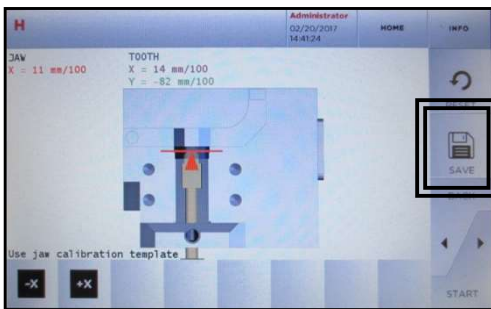 H
Administrator
02/20/2017
14:41:24
HOME
INFO
JAW
X = 11 mm/100
TOOTH
X = 14 mm/100
Y = -82 mm/100
SAVE
Use jaw calibration template
-X
+X
START